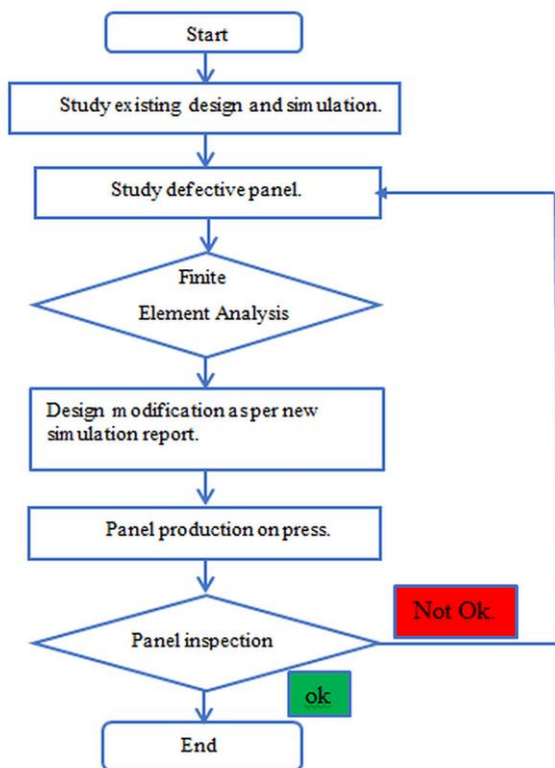 Start
Study existing design and simulation.
Study defective panel.
Finite
Element Analysis
Design modification as per new
simulation report.
Panel production on press.
Not Ok.
Panel inspection
ok
End